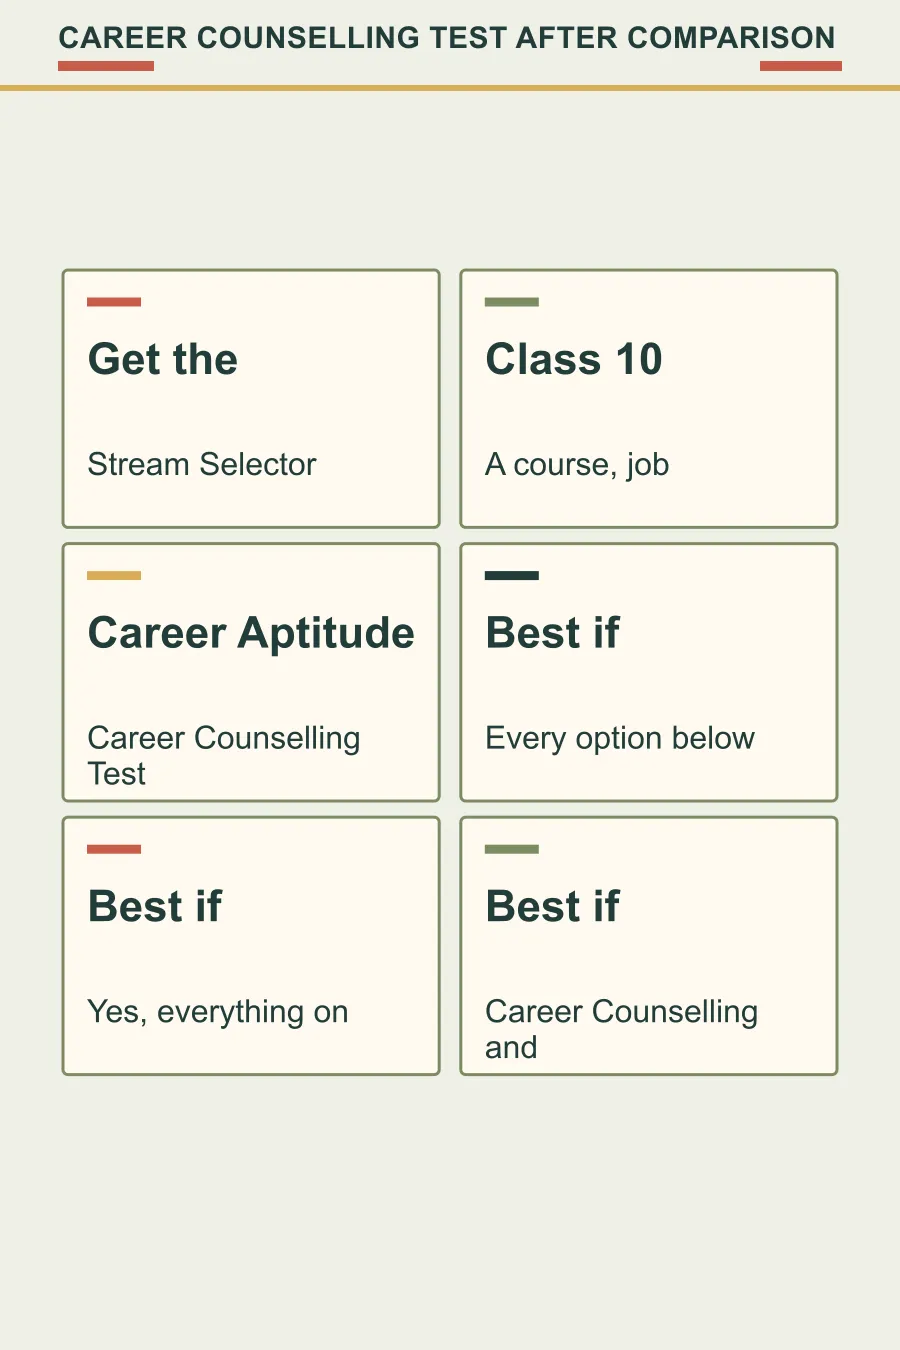 CAREER COUNSELLING TEST AFTER COMPARISON
Get the
Stream Selector
Class 10
A course, job
Career Aptitude
Career Counselling
Test
Best if
Every option below
Best if
Yes, everything on
Best if
Career Counselling
and